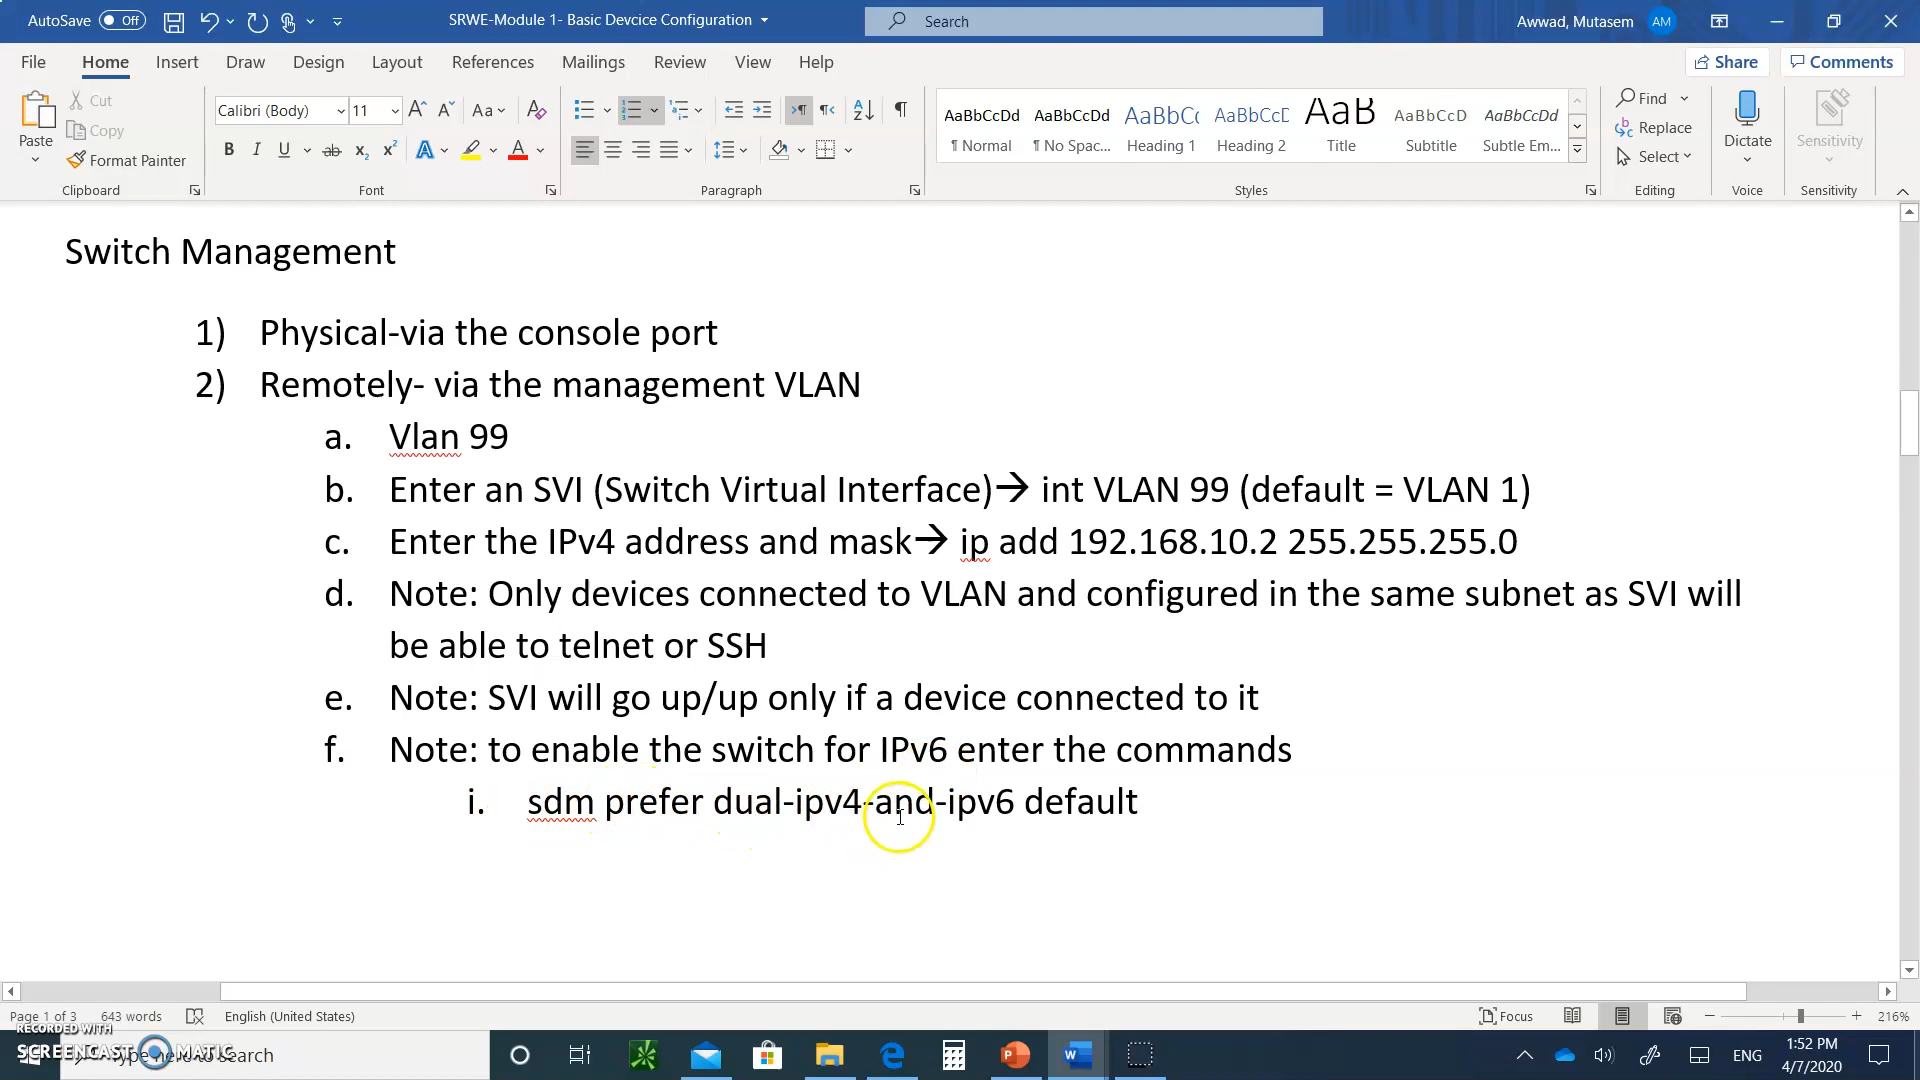 AutoSave Off SRWE-Module 1- Basic Devcice Configuration Search Awwad, Mutasem AM
File Home Insert Draw Design Layout References Mailings Review View Help Share Comments
Paste Cut Copy Format Painter
Clipboard
Calibri (Body) 11 Aa
B I U ab x₂ x² A A
Font
Paragraph
AaBbCcDd AaBbCcDd AaBbCc AaBbCcD AaB AaBbCcD AaBbCcDd
¶ Normal ¶ No Spac... Heading 1 Heading 2 Title Subtitle Subtle Em...
Styles
Find
Replace
Select
Editing
Dictate
Voice
Sensitivity
Sensitivity
Switch Management
1) Physical-via the console port
2) Remotely- via the management VLAN
a. Vlan 99
b. Enter an SVI (Switch Virtual Interface)→ int VLAN 99 (default = VLAN 1)
c. Enter the IPv4 address and mask→ ip add 192.168.10.2 255.255.255.0
d. Note: Only devices connected to VLAN and configured in the same subnet as SVI will
be able to telnet or SSH
e. Note: SVI will go up/up only if a device connected to it
f. Note: to enable the switch for IPv6 enter the commands
i. sdm prefer dual-ipv4-and-ipv6 default
Page 1 of 3 643 words English (United States) Focus 216%
RECORDED WITH
SCREENCAST MATIC
Type here to search
ENG 1:52 PM
4/7/2020